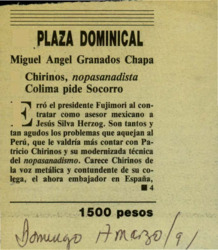 PLAZA DOMINICAL
Miguel Angel Granados Chapa
Chirinos, nopasanadista
Colima pide Socorro
Erró el presidente Fujimori al con-
tratar como asesor mexicano a
Jesús Silva Herzog. Son tantos y
tan agudos los problemas que aquejan al
Perú, que le valdría más contar con Pa-
tricio Chirinos y su modernizada técnica
del nopasanadismo. Carece Chirinos de
la voz metálica y contundente de su co-
lega, el ahora embajador en España,
■ 4
1500 pesos
Domingo 17 marzo/91